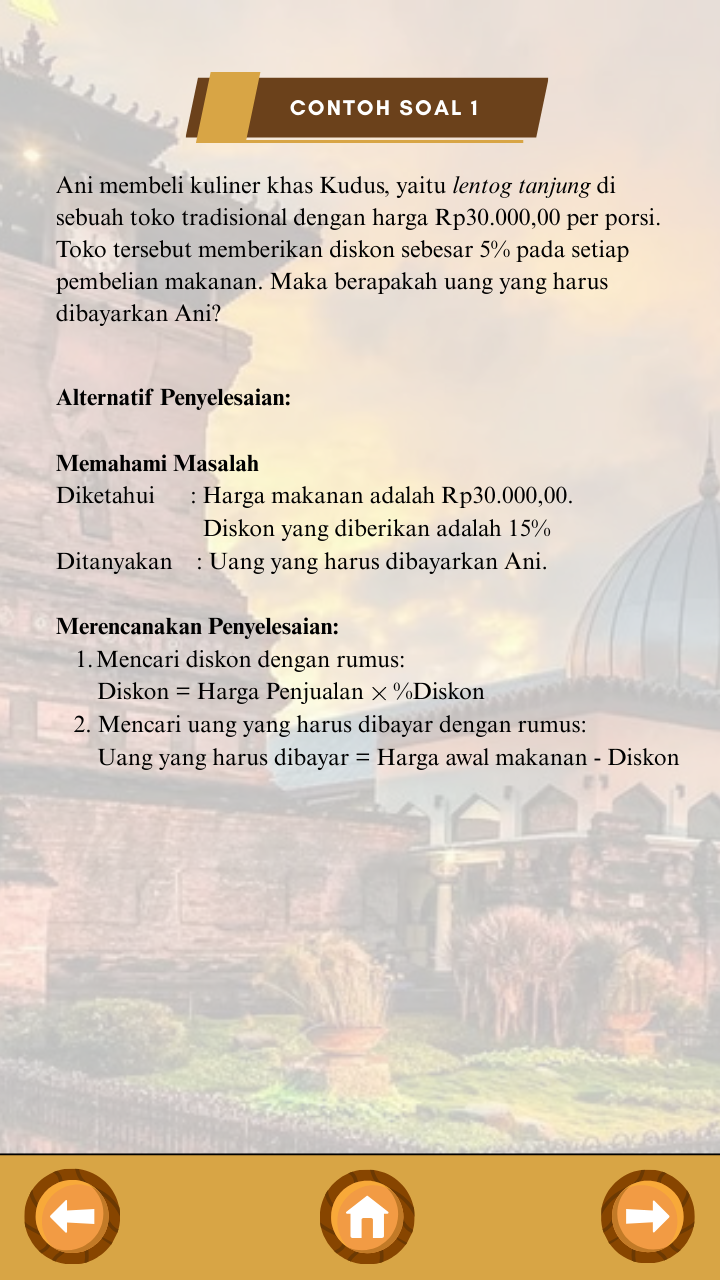 CONTOH SOAL 1
Ani membeli kuliner khas Kudus, yaitu lentog tanjung di
sebuah toko tradisional dengan harga Rp30.000,00 per porsi.
Toko tersebut memberikan diskon sebesar 5% pada setiap
pembelian makanan. Maka berapakah uang yang harus
dibayarkan Ani?
Alternatif Penyelesaian:
Memahami Masalah
Diketahui : Harga makanan adalah Rp30.000,00.
Diskon yang diberikan adalah 15%
Ditanyakan : Uang yang harus dibayarkan Ani.
Merencanakan Penyelesaian:
1. Mencari diskon dengan rumus:
Diskon = Harga Penjualan × %Diskon
2. Mencari uang yang harus dibayar dengan rumus:
Uang yang harus dibayar = Harga awal makanan - Diskon